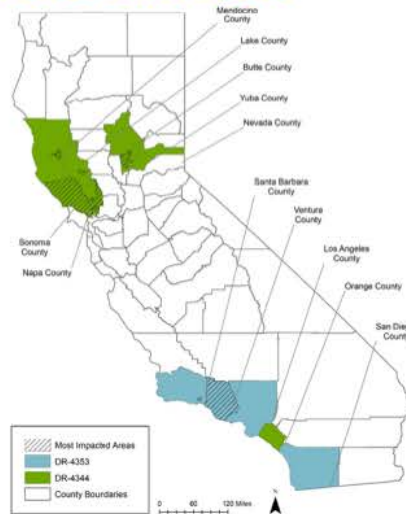 Mendocino
County
Lake County
Butte County
Yuba County
Nevada County
Santa Barbara
County
Ventura
County
Los Angeles
County
Orange County
San Die
Count
Sonoma
County
Napa County
Most Impacted Areas
DR-4353
DR-4344
County Boundaries
0 60 120 Miles
N